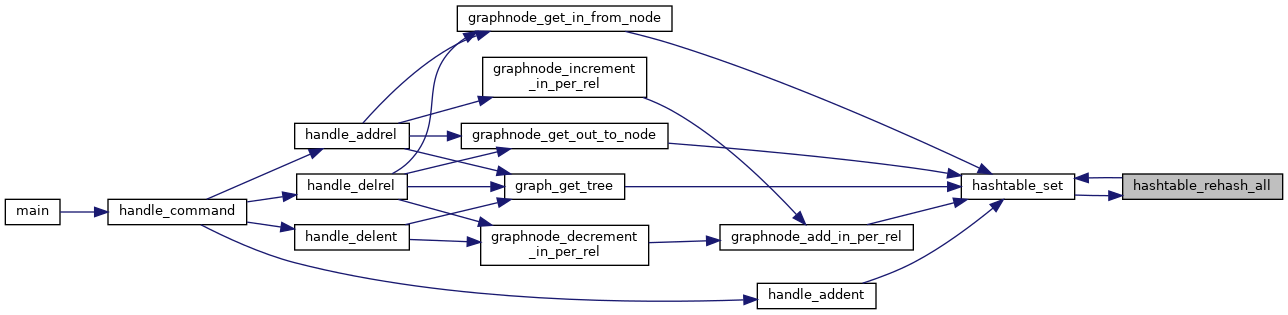 graphnode_get_in_from_node
graphnode_increment
_in_per_rel
handle_addrel
graphnode_get_out_to_node
handle_delrel
graph_get_tree
hashtable_set
hashtable_rehash_all
main
handle_command
handle_delent
graphnode_decrement
_in_per_rel
graphnode_add_in_per_rel
handle_addent